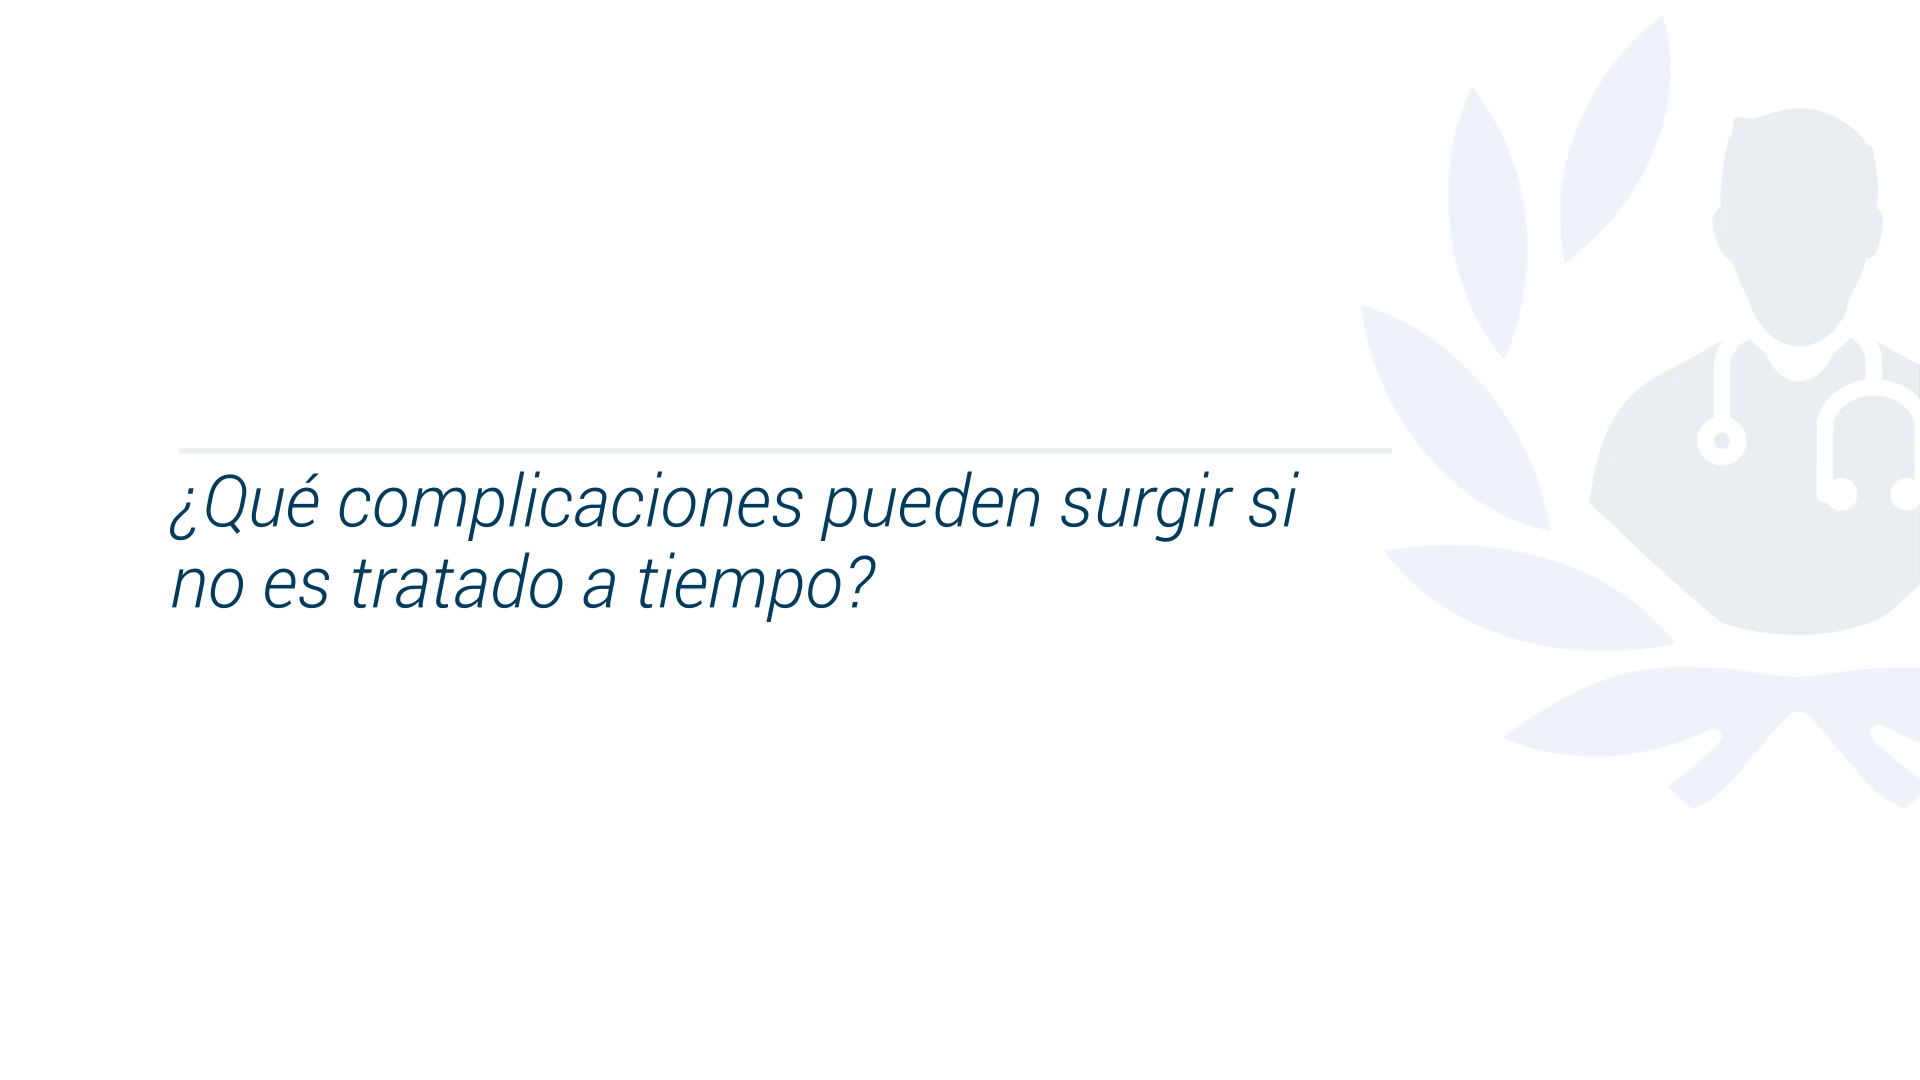 ¿Qué complicaciones pueden surgir si
no es tratado a tiempo?